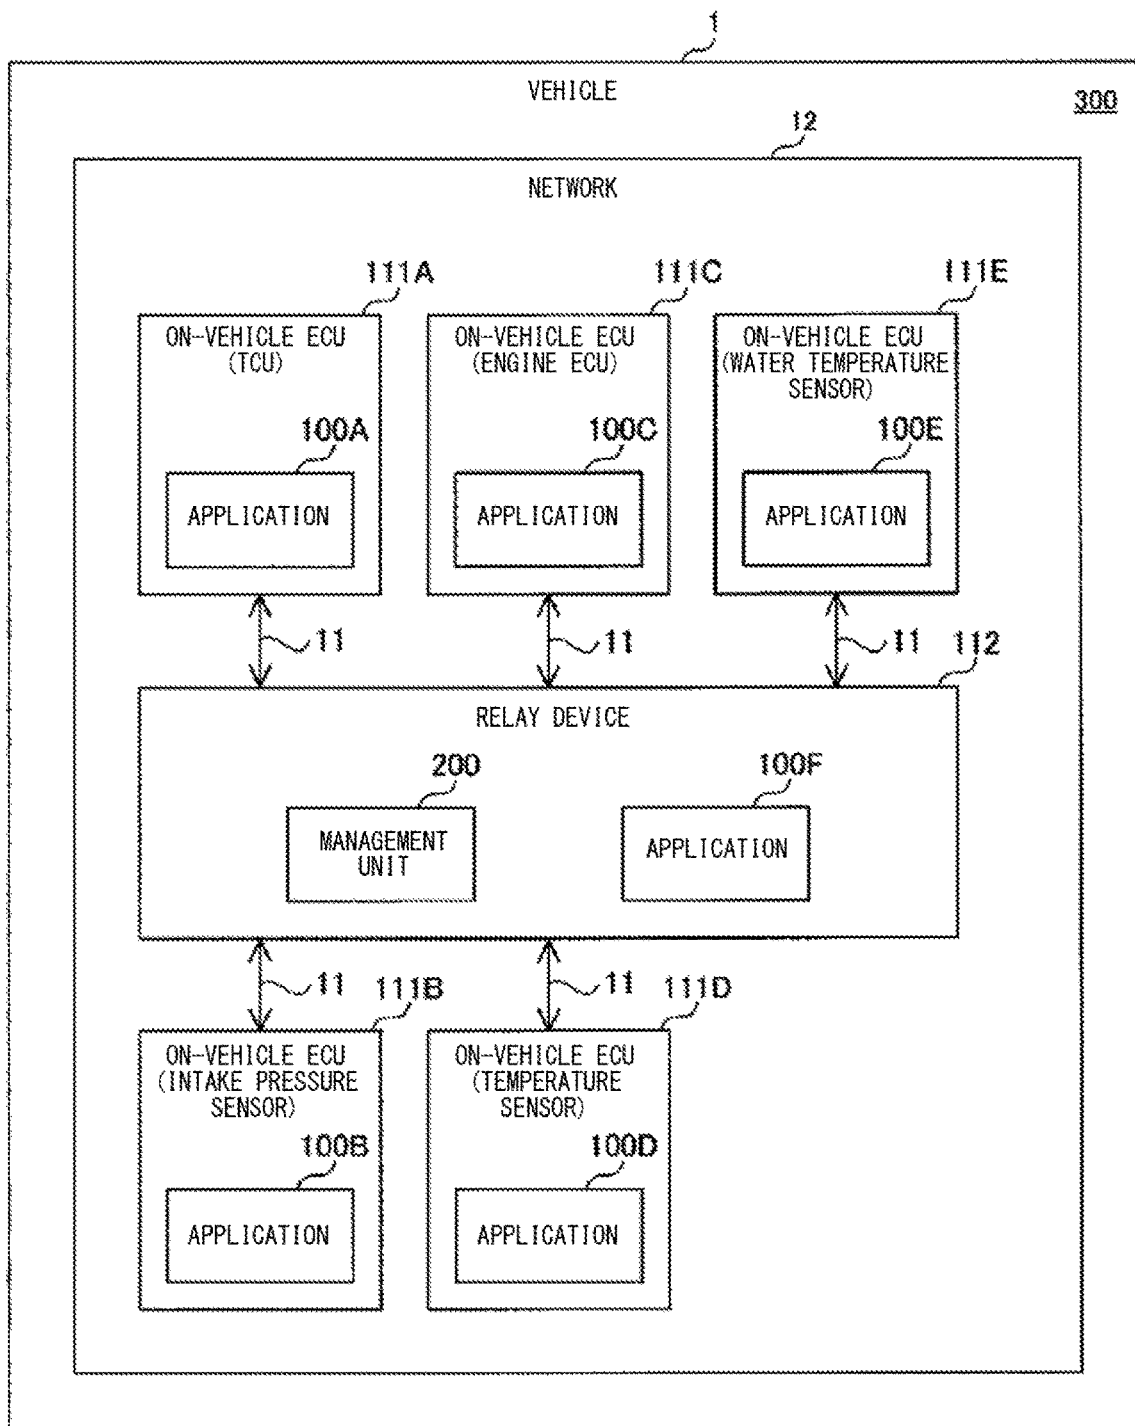 1
VEHICLE
300
12
NETWORK
111A
111C
111E
ON-VEHICLE ECU
(TCU)
ON-VEHICLE ECU
(ENGINE ECU)
ON-VEHICLE ECU
(WATER TEMPERATURE
SENSOR)
100A
100C
100E
APPLICATION
APPLICATION
APPLICATION
11
11
11
112
RELAY DEVICE
200
100F
MANAGEMENT
UNIT
APPLICATION
11
111B
11
111D
ON-VEHICLE ECU
(INTAKE PRESSURE
SENSOR)
ON-VEHICLE ECU
(TEMPERATURE
SENSOR)
100B
100D
APPLICATION
APPLICATION